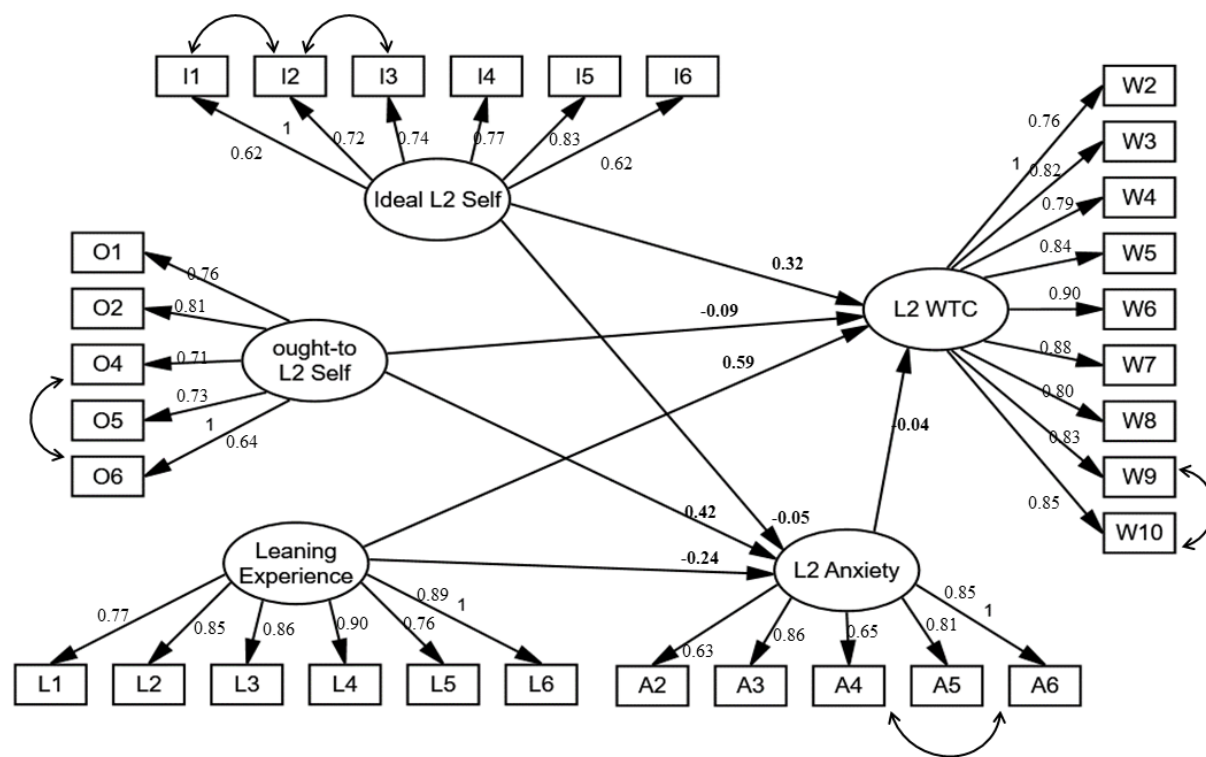 I1 I2 I3 I4 I5 I6
1
0.62 0.72 0.74 0.77 0.83 0.62
Ideal L2 Self
W2
W3
W4
W5
W6
W7
W8
W9
W10
0.76
1
0.82
0.79
0.84
0.90
0.88
0.80
0.83
0.85
L2 WTC
O1
O2
O4
O5
O6
0.76
0.81
0.71
0.73
1
0.64
ought-to
L2 Self
0.32
-0.09
0.59
-0.04
0.42
-0.05
-0.24
Leaning
Experience
0.77 0.85 0.86 0.90 0.76 0.89
1
L1 L2 L3 L4 L5 L6
L2 Anxiety
0.63 0.86 0.65 0.81 0.85
1
A2 A3 A4 A5 A6